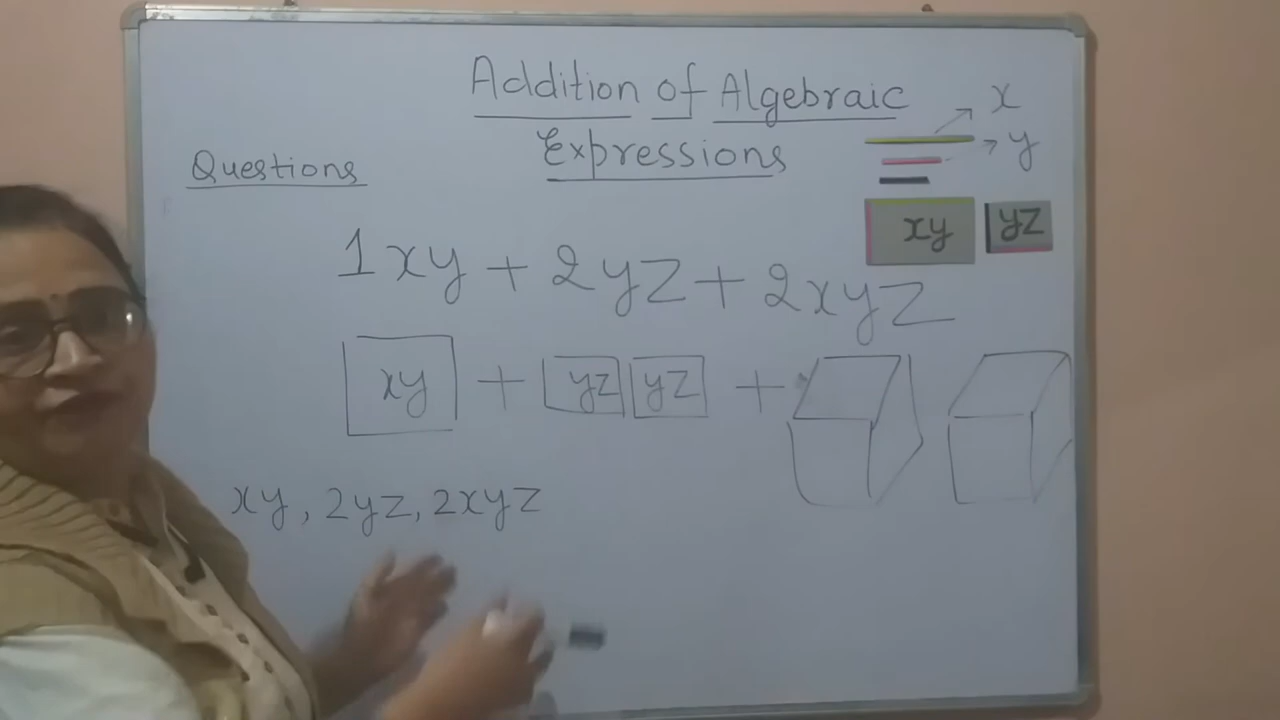 Addition of Algebraic
Expressions
x
y
Questions
xy yz
1xy + 2yz + 2xyz
xy + yz yz +
xy, 2yz, 2xyz